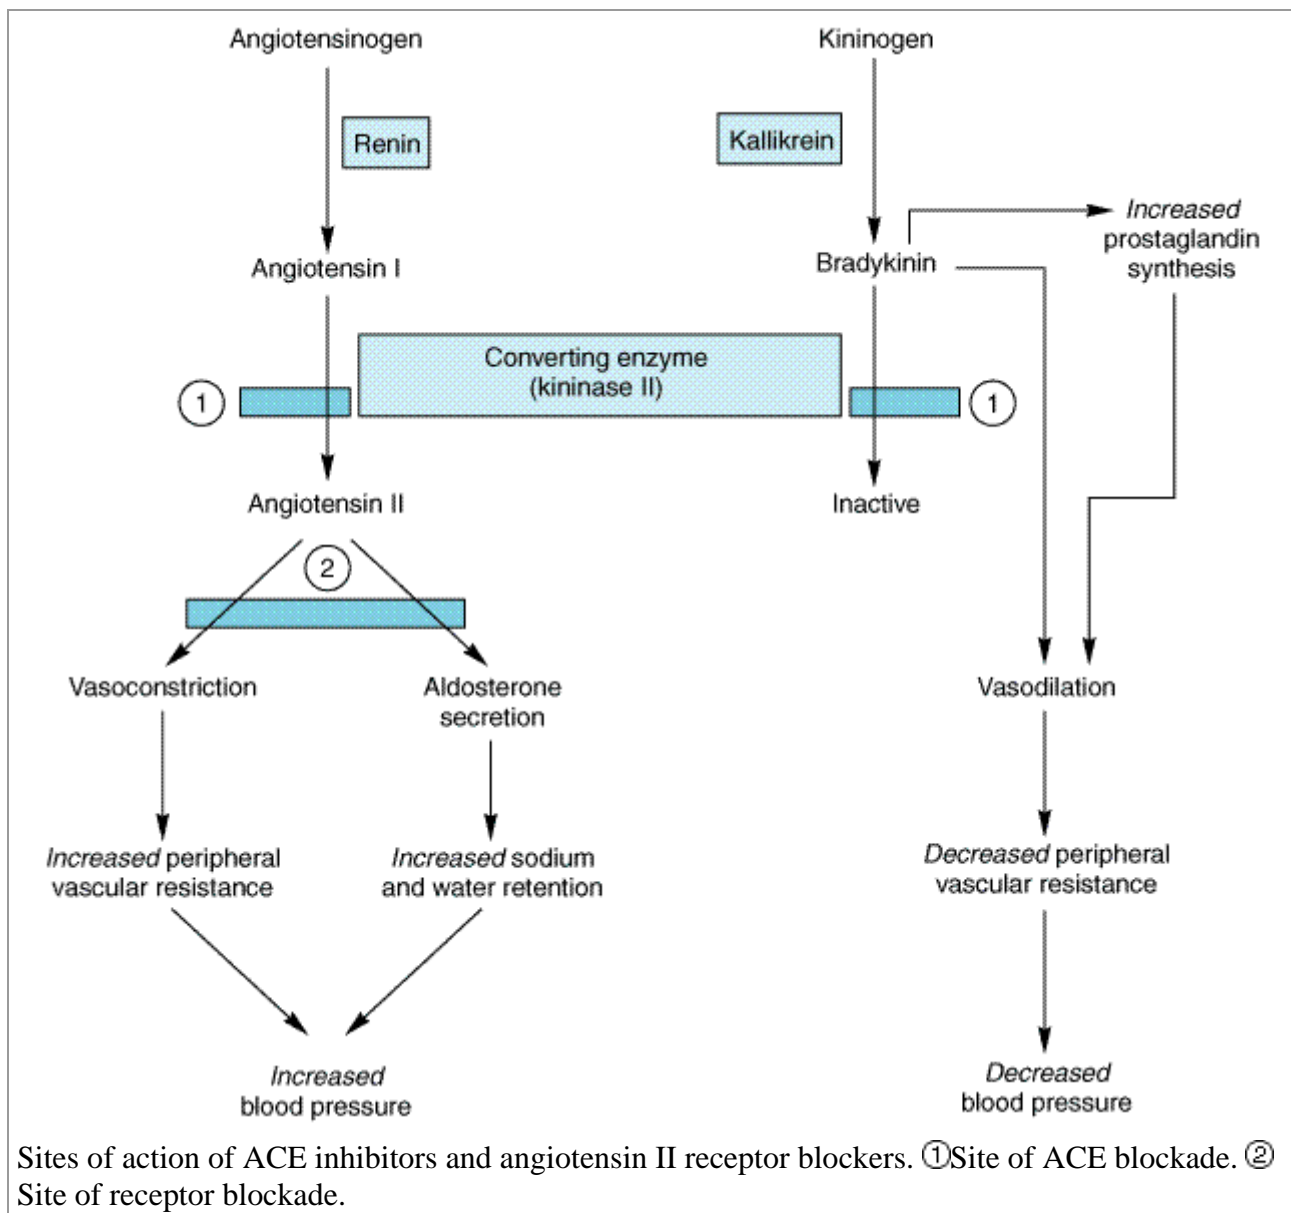 Angiotensinogen
Kininogen
Renin
Kallikrein
Increased
prostaglandin
synthesis
Angiotensin I
Bradykinin
Converting enzyme
(kininase II)
1
1
Angiotensin II
Inactive
2
Vasoconstriction
Aldosterone
secretion
Vasodilation
Increased peripheral
vascular resistance
Increased sodium
and water retention
Decreased peripheral
vascular resistance
Increased
blood pressure
Decreased
blood pressure
Sites of action of ACE inhibitors and angiotensin II receptor blockers. ①Site of ACE blockade. ②
Site of receptor blockade.